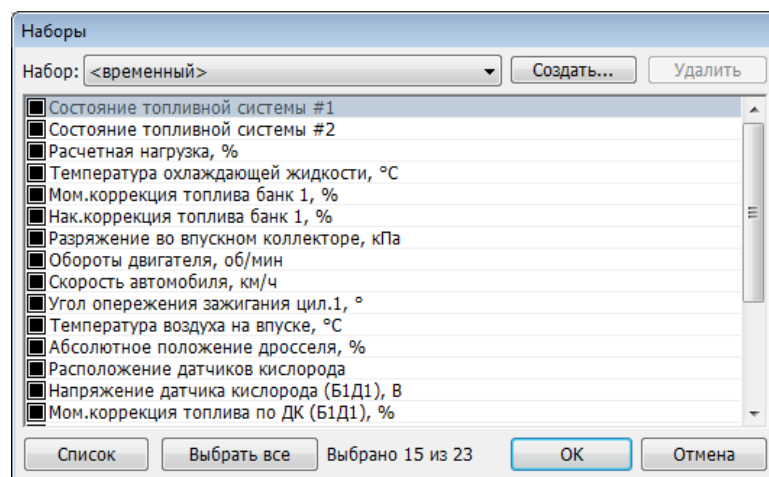 Наборы
Набор: <временный> Создать... Удалить
Состояние топливной системы #1
Состояние топливной системы #2
Расчетная нагрузка, %
Температура охлаждающей жидкости, °C
Мом.коррекция топлива банк 1, %
Нак.коррекция топлива банк 1, %
Разряжение во впускном коллекторе, кПа
Обороты двигателя, об/мин
Скорость автомобиля, км/ч
Угол опережения зажигания цил.1, °
Температура воздуха на впуске, °C
Абсолютное положение дросселя, %
Расположение датчиков кислорода
Напряжение датчика кислорода (Б1Д1), В
Мом.коррекция топлива по ДК (Б1Д1), %
Список Выбрать все Выбрано 15 из 23 OK Отмена